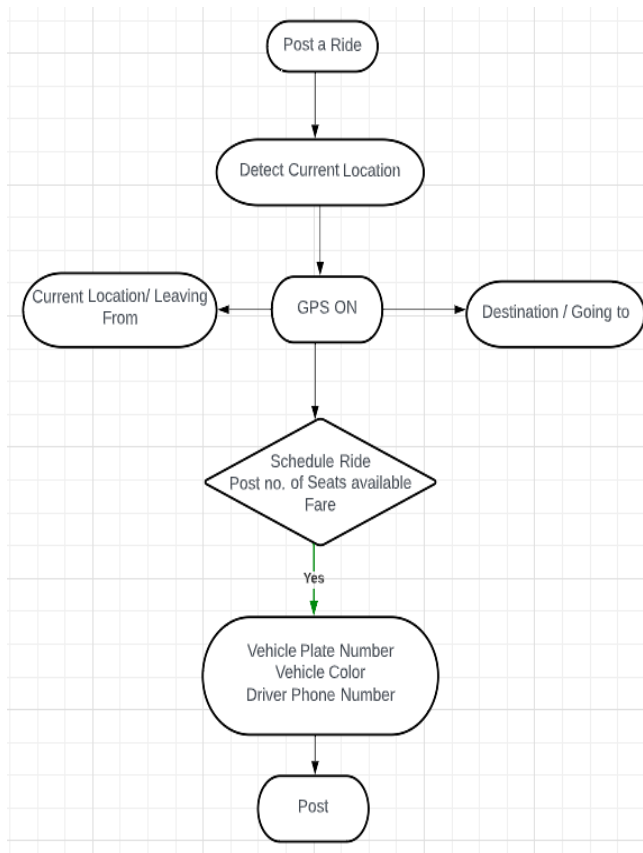 Post a Ride
Detect Current Location
Current Location/ Leaving
From
GPS ON
Destination / Going to
Schedule Ride
Post no. of Seats available
Fare
Yes
Vehicle Plate Number
Vehicle Color
Driver Phone Number
Post